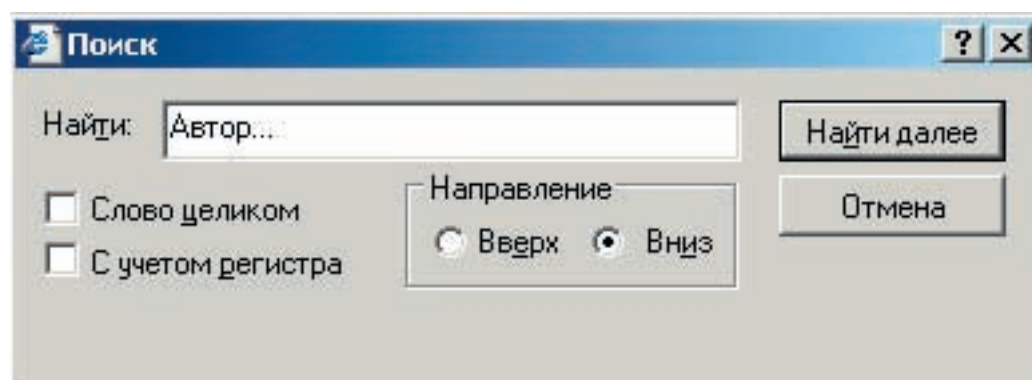 Поиск
Найти: Автор... Найти далее
Слово целиком Направление Отмена
С учетом регистра Вверх Вниз